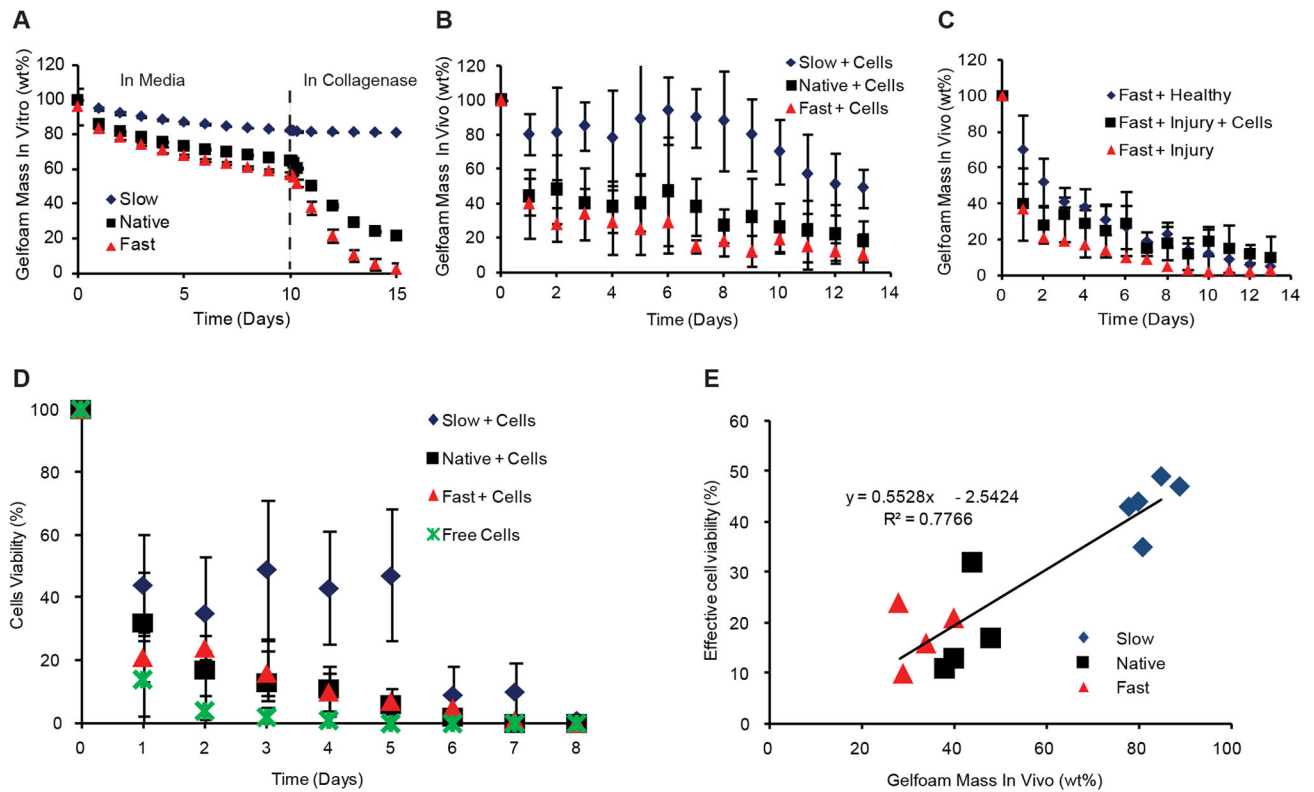 A
Gelfoam Mass In Vitro (wt%)
120
100
80
60
40
20
0
In Media
In Collagenase
Slow
Native
Fast
0
5
10
15
Time (Days)
B
Gelfoam Mass In Vivo (wt%)
120
100
80
60
40
20
0
Slow + Cells
Native + Cells
Fast + Cells
0
2
4
6
8
10
12
14
Time (Days)
C
Gelfoam Mass In Vivo (wt%)
120
100
80
60
40
20
0
Fast + Healthy
Fast + Injury + Cells
Fast + Injury
0
2
4
6
8
10
12
14
Time (Days)
D
Cells Viability (%)
100
80
60
40
20
0
Slow + Cells
Native + Cells
Fast + Cells
Free Cells
0
1
2
3
4
5
6
7
8
Time (Days)
E
Effective cell viability (%)
60
50
40
30
20
10
0
y = 0.5528x - 2.5424
R² = 0.7766
Slow
Native
Fast
0
20
40
60
80
100
Gelfoam Mass In Vivo (wt%)